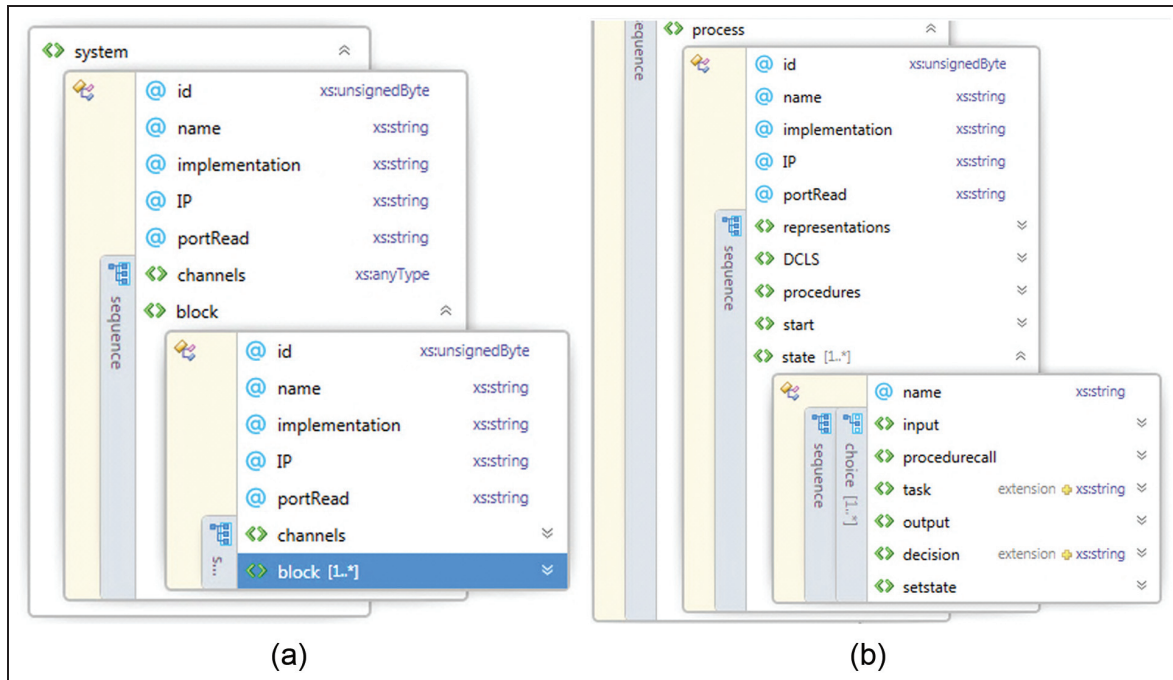 system
id xs:unsignedByte
name xs:string
implementation xs:string
IP xs:string
portRead xs:string
channels xs:anyType
block
sequence
id xs:unsignedByte
name xs:string
implementation xs:string
IP xs:string
portRead xs:string
channels
block [1..*]
s...
(a)
equence
process
id xs:unsignedByte
name xs:string
implementation xs:string
IP xs:string
portRead xs:string
representations
DCLS
procedures
start
state [1..*]
sequence
name xs:string
input
procedurecall
task extension xs:string
output
decision extension xs:string
setstate
sequence
choice [1..*]
(b)